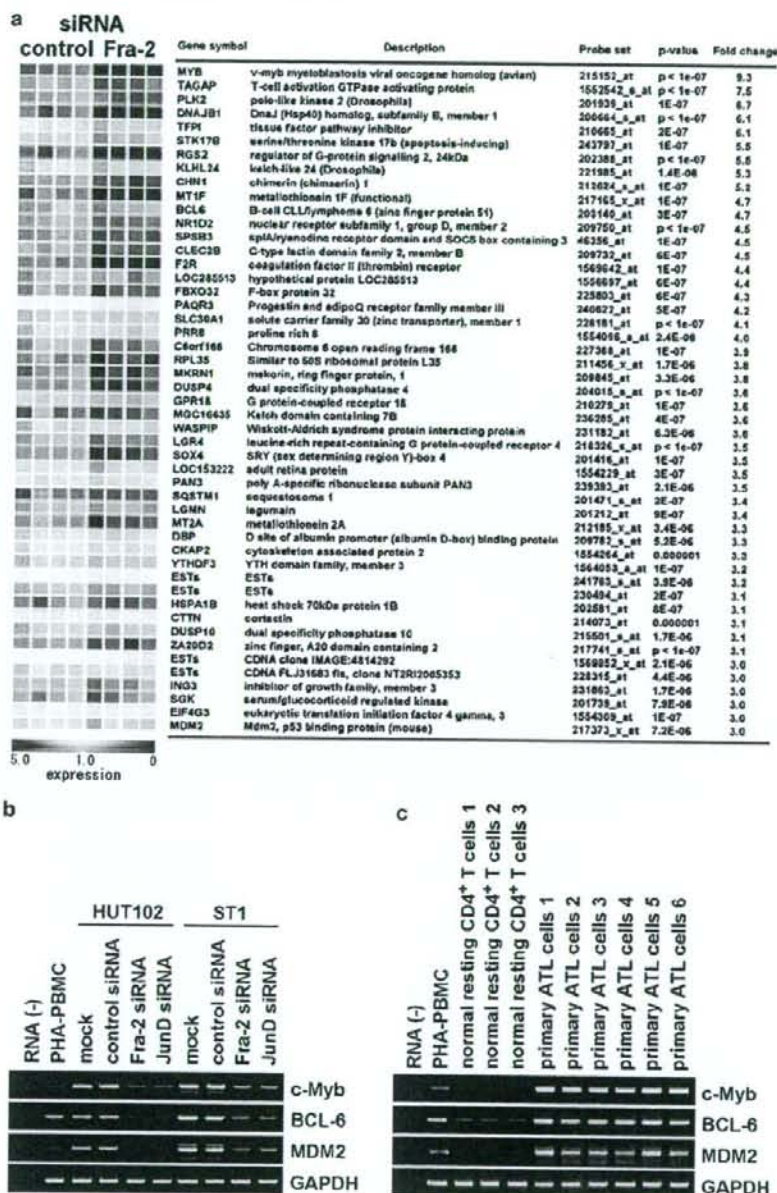 a
siRNA
control Fra-2
Gene symbol Description Probe set p-value Fold change
MYB v-myb myeloblastosis viral oncogene homolog (avian) 215152_at p < 1e-07 9.3
TAGAP T-cell activation GTPase activating protein 1552542_s_at p < 1e-07 7.5
PLK2 polo-like kinase 2 (Drosophila) 201939_at 1E-07 6.7
DNAJB1 DnaJ (Hsp40) homolog, subfamily B, member 1 200664_s_at p < 1e-07 6.1
TFPI tissue factor pathway inhibitor 210665_at 2E-07 6.1
STK17B serine/threonine kinase 17b (apoptosis-inducing) 243797_at 1E-07 5.5
RGS2 regulator of G-protein signalling 2, 24kDa 202388_at p < 1e-07 5.5
KLHL24 kelch-like 24 (Drosophila) 221985_at 1.4E-06 5.3
CHN1 chimerin (chimaerin) 1 212624_s_at 1E-07 5.2
MT1F metallothionein 1F (functional) 217165_x_at 1E-07 4.7
BCL6 B-cell CLL/lymphoma 6 (zinc finger protein 51) 203140_at 3E-07 4.7
NR1D2 nuclear receptor subfamily 1, group D, member 2 209750_at p < 1e-07 4.5
SPSB3 splA/ryanodine receptor domain and SOCS box containing 3 46256_at 1E-07 4.5
CLEC2B C-type lectin domain family 2, member B 209732_at 6E-07 4.5
F2R coagulation factor II (thrombin) receptor 1569642_at 1E-07 4.4
LOC285513 hypothetical protein LOC285513 1556697_at 6E-07 4.4
FBXO32 F-box protein 32 225803_at 6E-07 4.3
PAQR3 Progestin and adipoQ receptor family member III 240622_at 5E-07 4.2
SLC30A1 solute carrier family 30 (zinc transporter), member 1 228181_at p < 1e-07 4.1
PRR8 proline rich 8 1554096_s_at 2.4E-06 4.0
C6orf166 Chromosome 6 open reading frame 166 227368_at 1E-07 3.9
RPL35 Similar to 60S ribosomal protein L35 211456_x_at 1.7E-06 3.8
MKRN1 makorin, ring finger protein, 1 209845_at 3.3E-06 3.8
DUSP4 dual specificity phosphatase 4 204015_s_at p < 1e-07 3.6
GPR18 G protein-coupled receptor 18 210279_at 1E-07 3.6
MGC16635 Kelch domain containing 7B 236285_at 4E-07 3.6
WASPIP Wiskott-Aldrich syndrome protein interacting protein 231182_at 6.3E-06 3.6
LGR4 leucine-rich repeat-containing G protein-coupled receptor 4 218326_s_at p < 1e-07 3.5
SOX4 SRY (sex determining region Y)-box 4 201416_at 1E-07 3.5
LOC153222 adult retina protein 1554229_at 3E-07 3.5
PAN3 poly A-specific ribonuclease subunit PAN3 239393_at 2.1E-06 3.5
SQSTM1 sequestosome 1 201471_s_at 2E-07 3.4
LGMN legumain 201212_at 9E-07 3.4
MT2A metallothionein 2A 212185_x_at 3.4E-06 3.3
DBP D site of albumin promoter (albumin D-box) binding protein 209782_s_at 5.2E-06 3.3
CKAP2 cytoskeleton associated protein 2 1554264_at 0.000001 3.3
YTHDF3 YTH domain family, member 3 1564053_a_at 1E-07 3.2
ESTs ESTs 241763_s_at 3.9E-06 3.2
ESTs ESTs 230494_at 2E-07 3.1
HSPA1B heat shock 70kDa protein 1B 202581_at 8E-07 3.1
CTTN cortactin 214073_at 0.000001 3.1
DUSP10 dual specificity phosphatase 10 215501_s_at 1.7E-06 3.1
ZA20D2 zinc finger, A20 domain containing 2 217741_s_at p < 1e-07 3.1
ESTs CDNA clone IMAGE:4814292 1569952_x_at 2.1E-06 3.0
ESTs CDNA FLJ31683 fis, clone NT2RI2005353 228315_at 4.4E-06 3.0
ING3 inhibitor of growth family, member 3 231863_at 1.7E-06 3.0
SGK serum/glucocorticoid regulated kinase 201739_at 7.9E-06 3.0
EIF4G3 eukaryotic translation initiation factor 4 gamma, 3 1554309_at 1E-07 3.0
MDM2 Mdm2, p53 binding protein (mouse) 217373_x_at 7.2E-06 3.0
5.0 1.0 0
expression
b
HUT102 ST1
RNA (-)
PHA-PBMC
mock
control siRNA
Fra-2 siRNA
JunD siRNA
mock
control siRNA
Fra-2 siRNA
JunD siRNA
c-Myb
BCL-6
MDM2
GAPDH
c
RNA (-)
PHA-PBMC
normal resting CD4+ T cells 1
normal resting CD4+ T cells 2
normal resting CD4+ T cells 3
primary ATL cells 1
primary ATL cells 2
primary ATL cells 3
primary ATL cells 4
primary ATL cells 5
primary ATL cells 6
c-Myb
BCL-6
MDM2
GAPDH